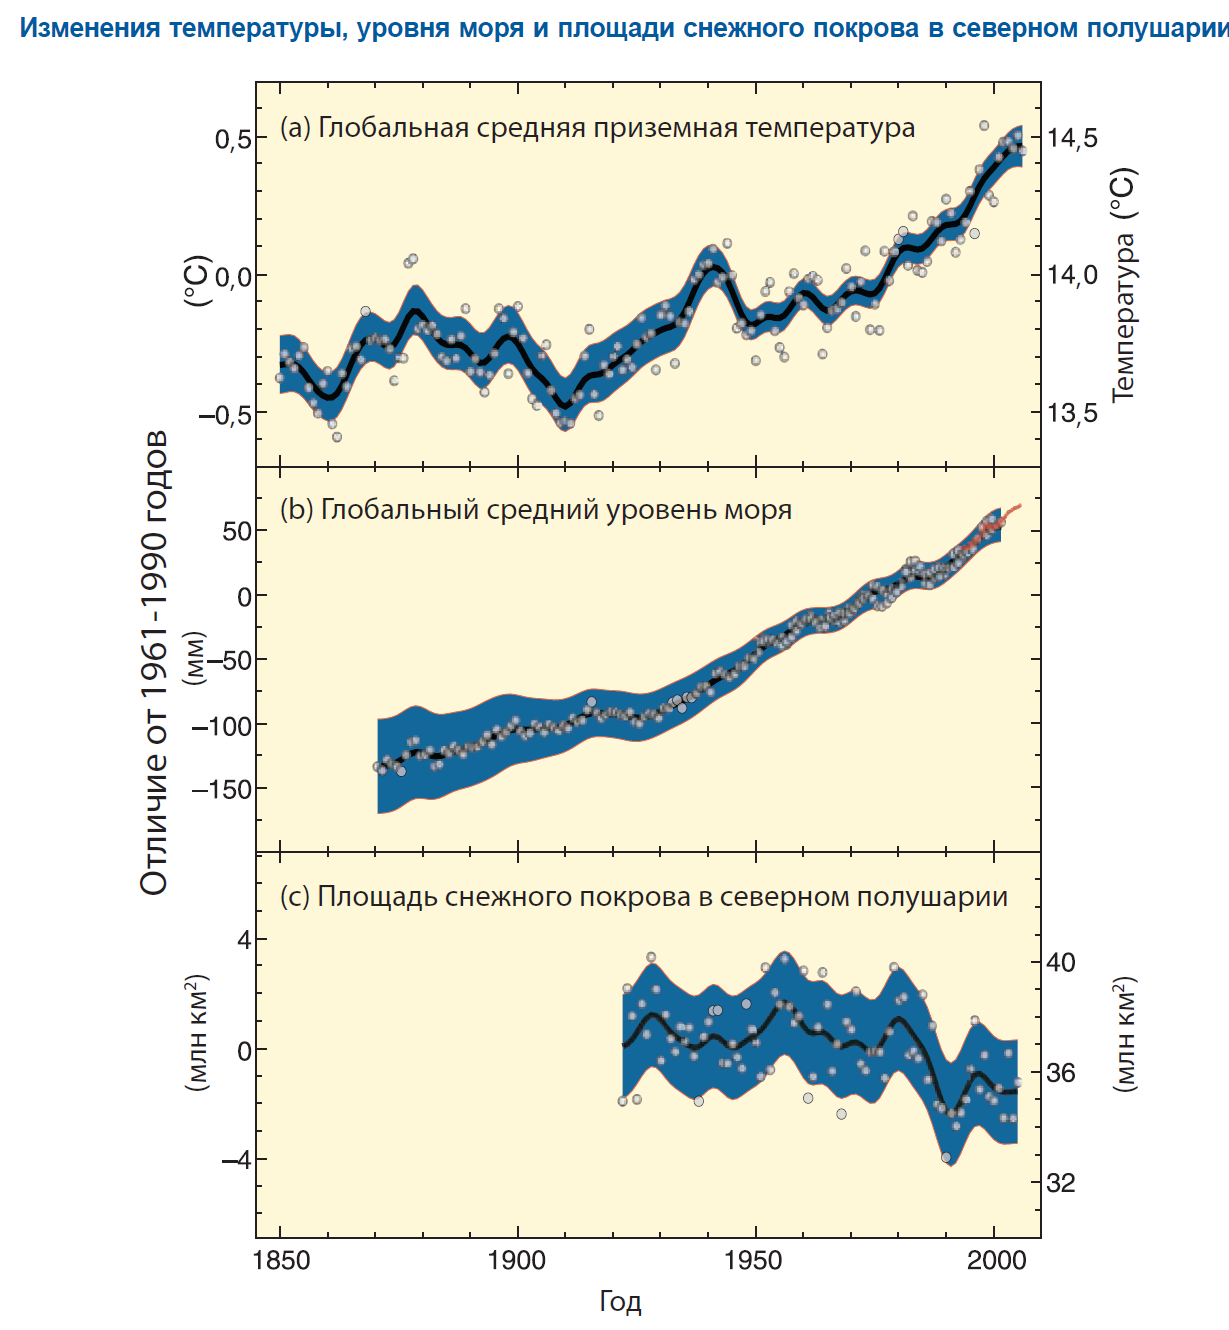 Изменения температуры, уровня моря и площади снежного покрова в северном полушарии
(a) Глобальная средняя приземная температура
0,5
0,0
–0,5
(°C)
14,5
14,0
13,5
Температура (°C)
Отличие от 1961-1990 годов
(b) Глобальный средний уровень моря
50
0
–50
–100
–150
(мм)
(c) Площадь снежного покрова в северном полушарии
4
0
–4
(млн км²)
40
36
32
(млн км²)
1850 1900 1950 2000
Год